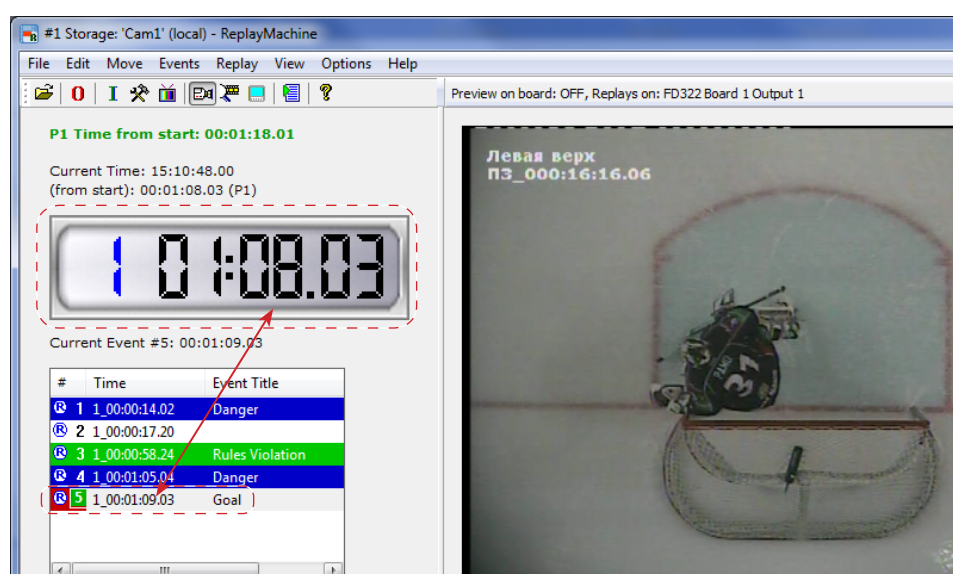 #1 Storage: 'Cam1' (local) - ReplayMachine
File Edit Move Events Replay View Options Help
Preview on board: OFF, Replays on: FD322 Board 1 Output 1
P1 Time from start: 00:01:18.01
Current Time: 15:10:48.00
(from start): 00:01:08.03 (P1)
1 01:08.03
Current Event #5: 00:01:09.03
# Time Event Title
R 1 1_00:00:14.02 Danger
R 2 1_00:00:17.20
R 3 1_00:00:58.24 Rules Violation
R 4 1_00:01:05.04 Danger
R 5 1_00:01:09.03 Goal
Левая верх
П3_000:16:16.06
31